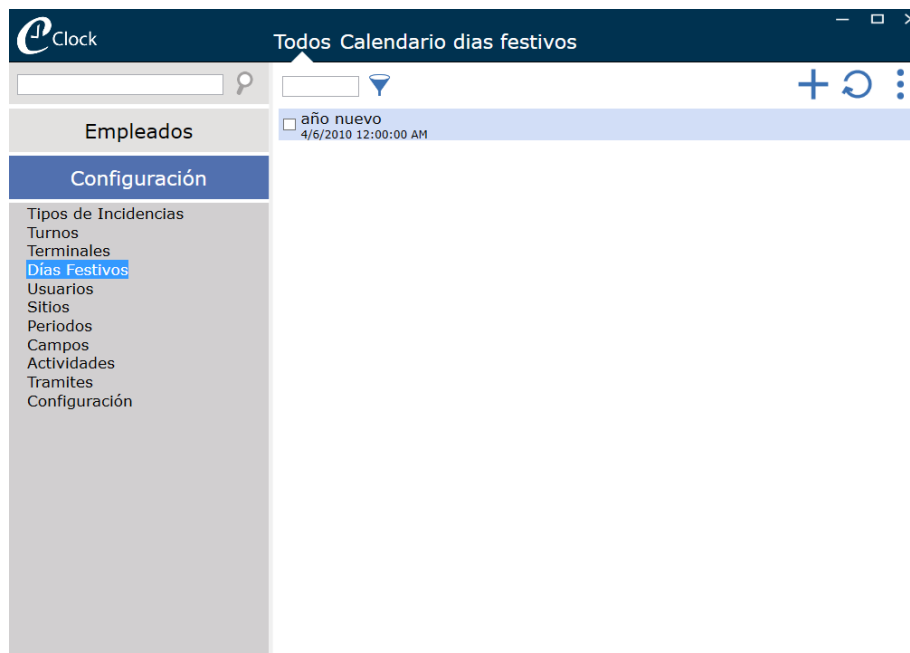 eClock
Todos Calendario dias festivos
Empleados
Configuración
Tipos de Incidencias
Turnos
Terminales
Días Festivos
Usuarios
Sitios
Periodos
Campos
Actividades
Tramites
Configuración
año nuevo
4/6/2010 12:00:00 AM